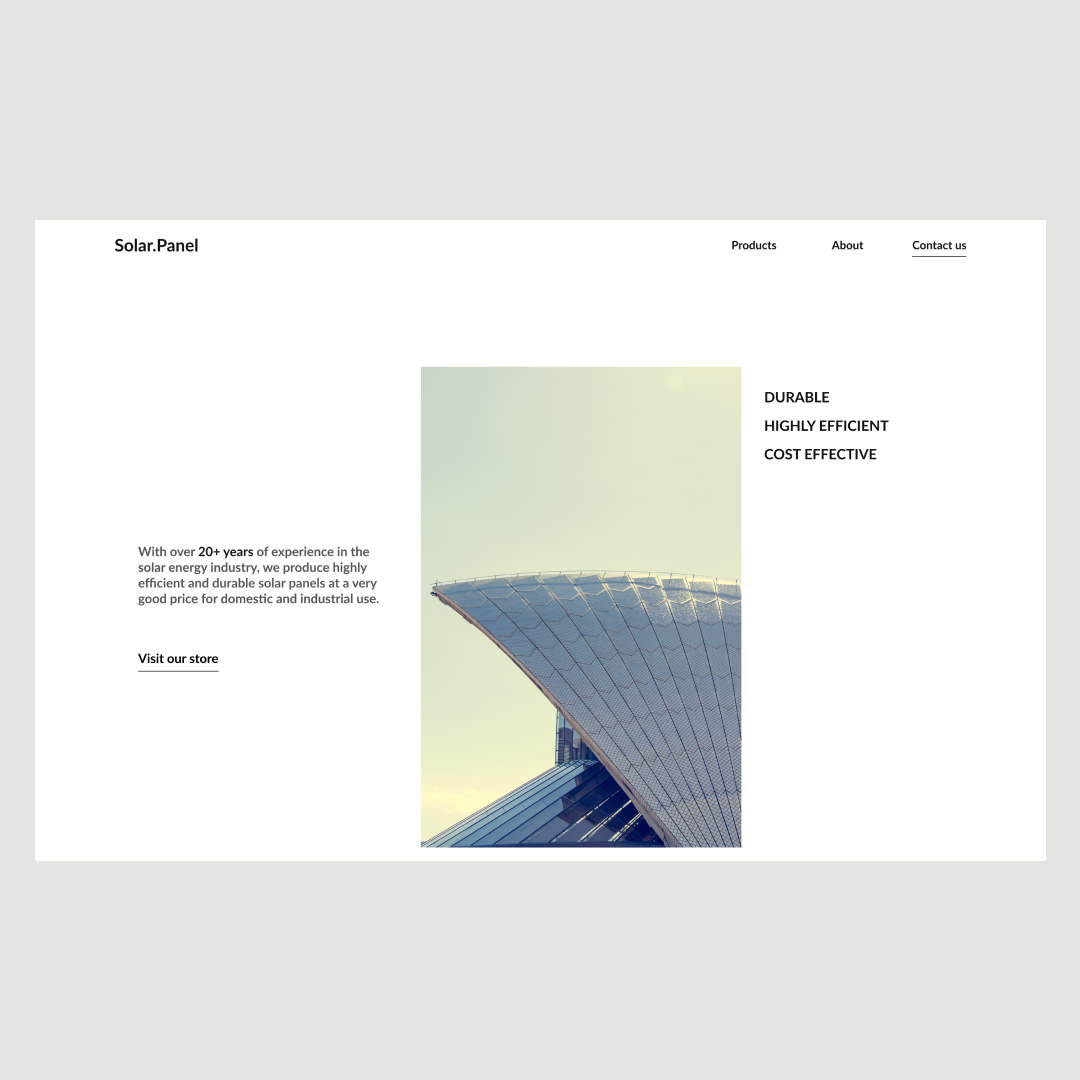 Solar.Panel
Products
About
Contact us
DURABLE
HIGHLY EFFICIENT
COST EFFECTIVE
With over 20+ years of experience in the
solar energy industry, we produce highly
efficient and durable solar panels at a very
good price for domestic and industrial use.
Visit our store